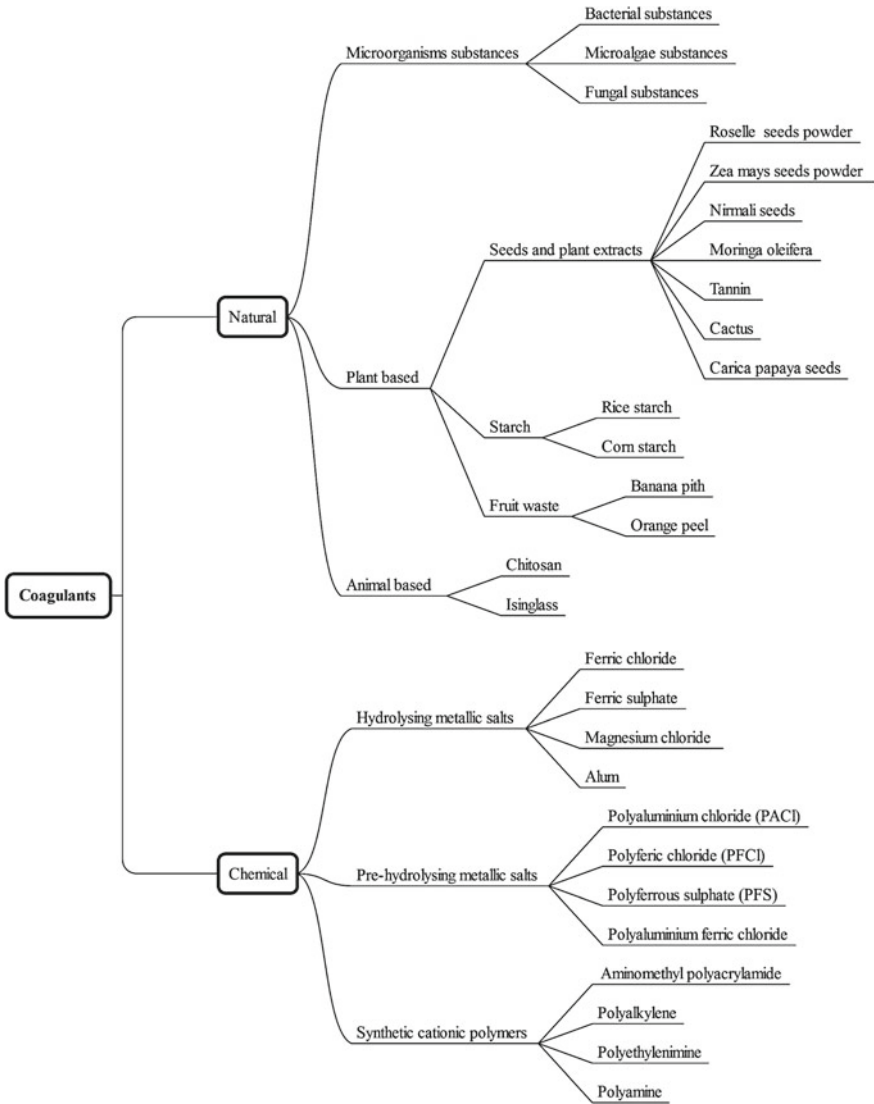 Bacterial substances
Microorganisms substances
Microalgae substances
Fungal substances
Roselle seeds powder
Zea mays seeds powder
Nirmali seeds
Seeds and plant extracts
Moringa oleifera
Tannin
Natural
Cactus
Carica papaya seeds
Plant based
Rice starch
Starch
Corn starch
Banana pith
Fruit waste
Orange peel
Chitosan
Animal based
Isinglass
Coagulants
Ferric chloride
Ferric sulphate
Hydrolysing metallic salts
Magnesium chloride
Alum
Polyaluminium chloride (PACl)
Polyferic chloride (PFCl)
Chemical
Pre-hydrolysing metallic salts
Polyferrous sulphate (PFS)
Polyaluminium ferric chloride
Aminomethyl polyacrylamide
Polyalkylene
Synthetic cationic polymers
Polyethylenimine
Polyamine